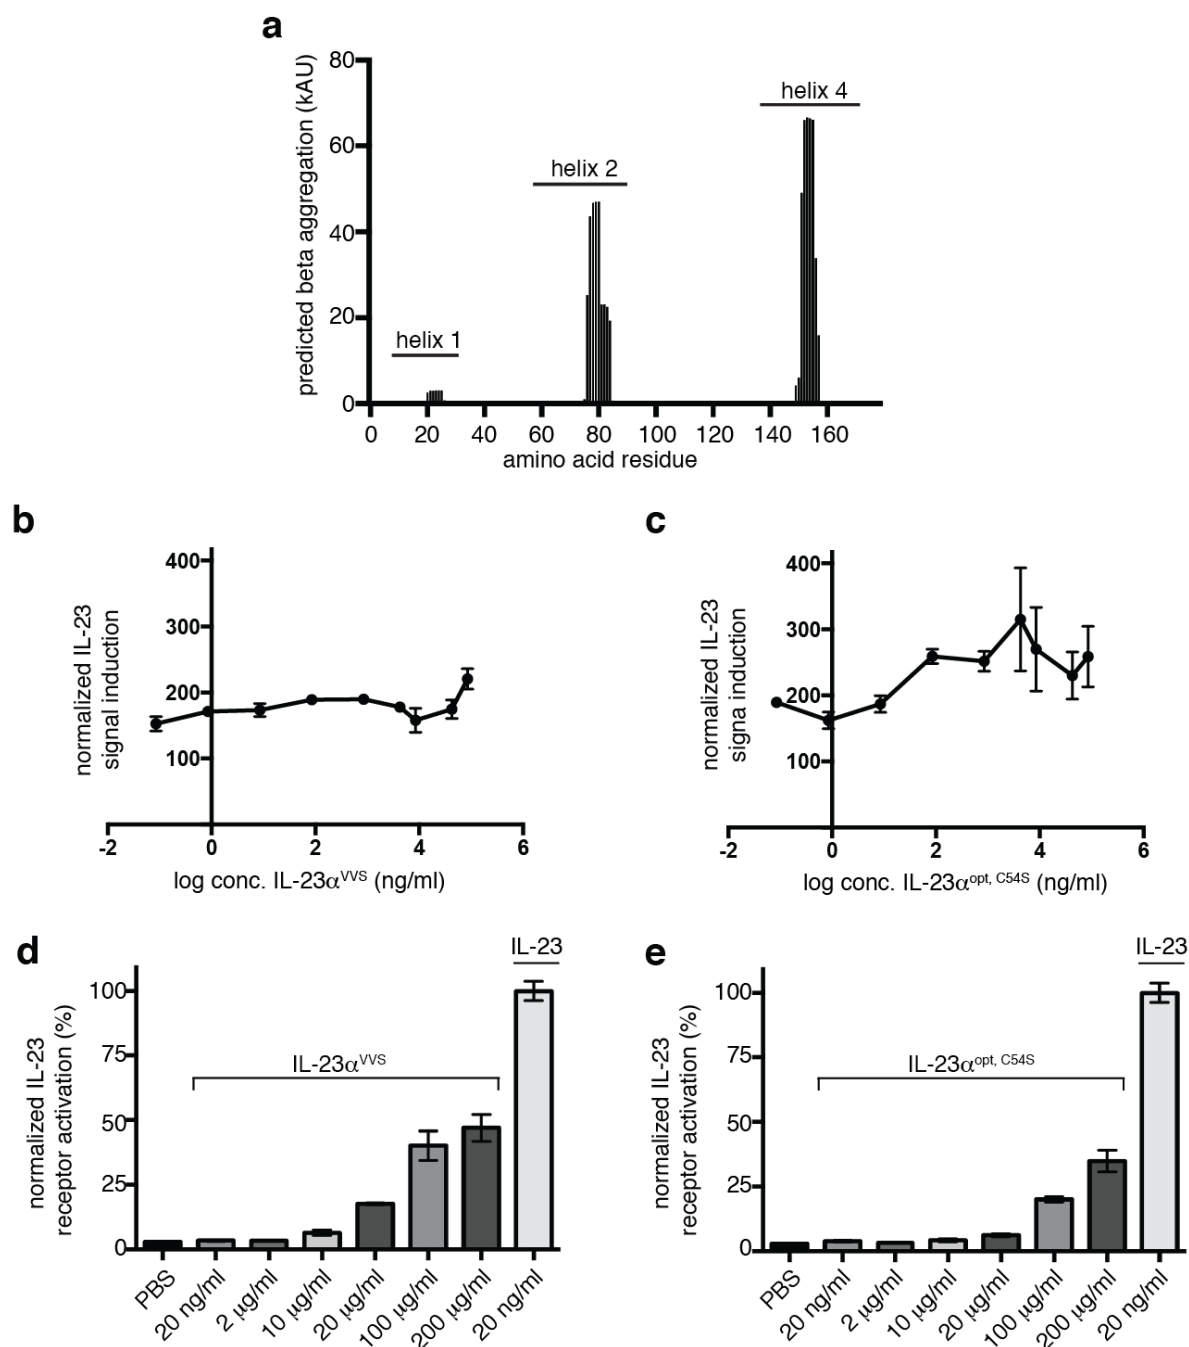 a
predicted beta aggregation (kAU)
80
60
40
20
0
helix 1
helix 2
helix 4
0 20 40 60 80 100 120 140 160
amino acid residue
b
normalized IL-23
signal induction
400
300
200
100
-2 0 2 4 6
log conc. IL-23α^VVS (ng/ml)
c
normalized IL-23
signa induction
400
300
200
100
-2 0 2 4 6
log conc. IL-23α^opt, C54S (ng/ml)
d
normalized IL-23
receptor activation (%)
100
75
50
25
0
IL-23α^VVS
IL-23
PBS
20 ng/ml
2 µg/ml
10 µg/ml
20 µg/ml
100 µg/ml
200 µg/ml
20 ng/ml
e
normalized IL-23
receptor activation (%)
100
75
50
25
0
IL-23α^opt, C54S
IL-23
PBS
20 ng/ml
2 µg/ml
10 µg/ml
20 µg/ml
100 µg/ml
200 µg/ml
20 ng/ml